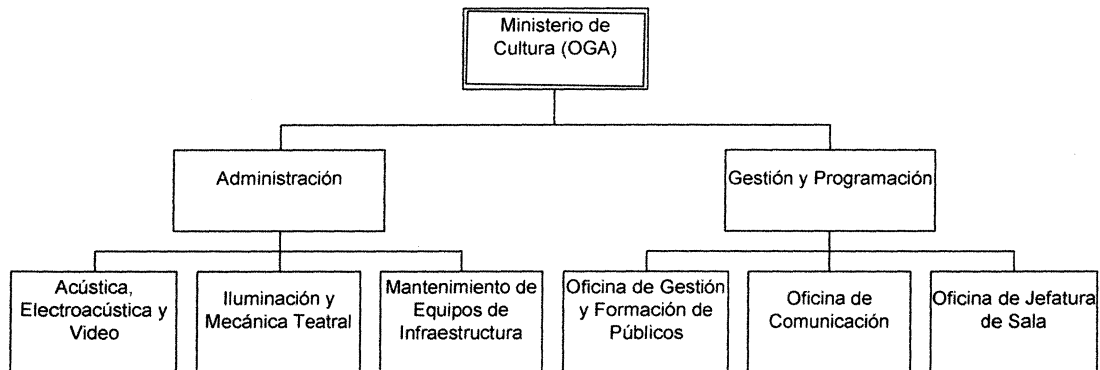 Ministerio de
Cultura (OGA)
Administración
Gestión y Programación
Acústica,
Electroacústica y
Video
Iluminación y
Mecánica Teatral
Mantenimiento de
Equipos de
Infraestructura
Oficina de Gestión
y Formación de
Públicos
Oficina de
Comunicación
Oficina de Jefatura
de Sala